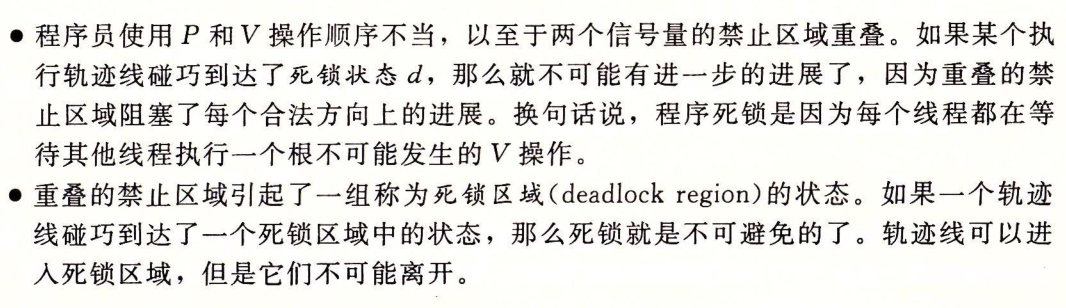 ● 程序员使用 P 和 V 操作顺序不当，以至于两个信号量的禁止区域重叠。如果某个执
行轨迹线碰巧到达了死锁状态 d，那么就不可能有进一步的进展了，因为重叠的禁
止区域阻塞了每个合法方向上的进展。换句话说，程序死锁是因为每个线程都在等
待其他线程执行一个根不可能发生的 V 操作。
● 重叠的禁止区域引起了一组称为死锁区域(deadlock region)的状态。如果一个轨迹
线碰巧到达了一个死锁区域中的状态，那么死锁就是不可避免的了。轨迹线可以进
入死锁区域，但是它们不可能离开。